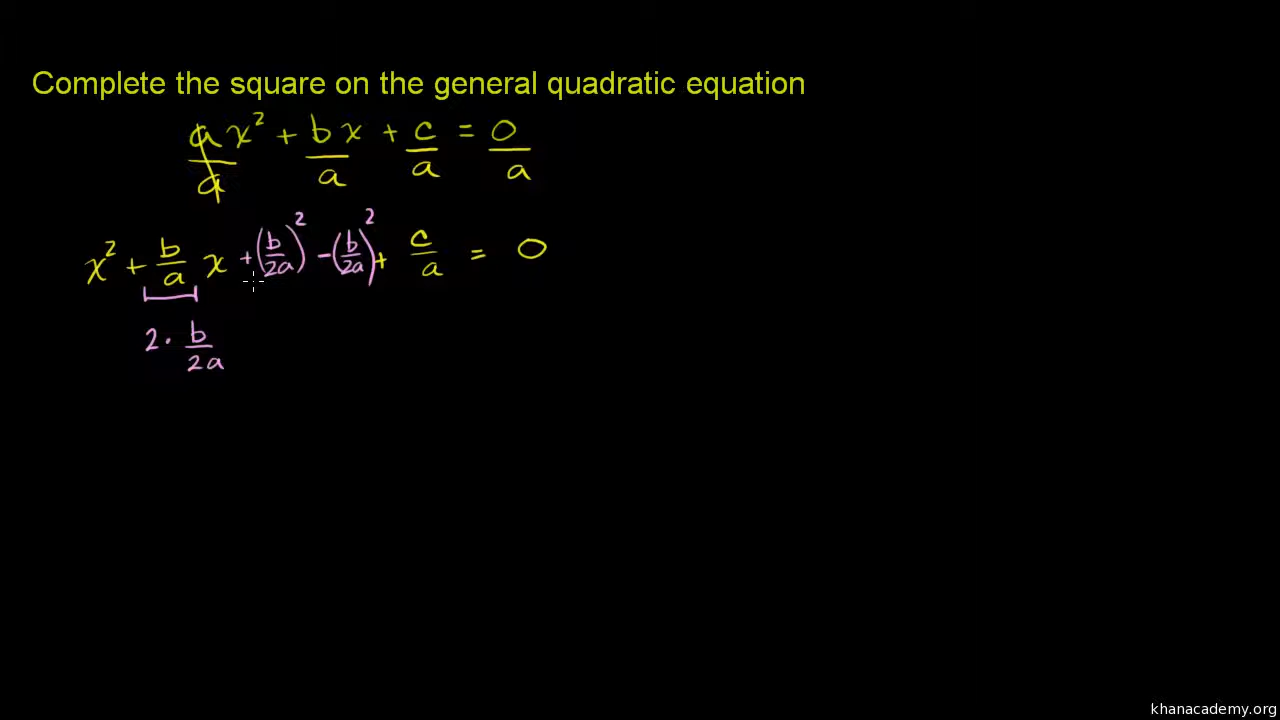 Complete the square on the general quadratic equation
ax²/a + bx/a + c/a = 0/a
x² + b/a x + (b/2a)² - (b/2a)² + c/a = 0
2 · b/2a
khanacademy.org